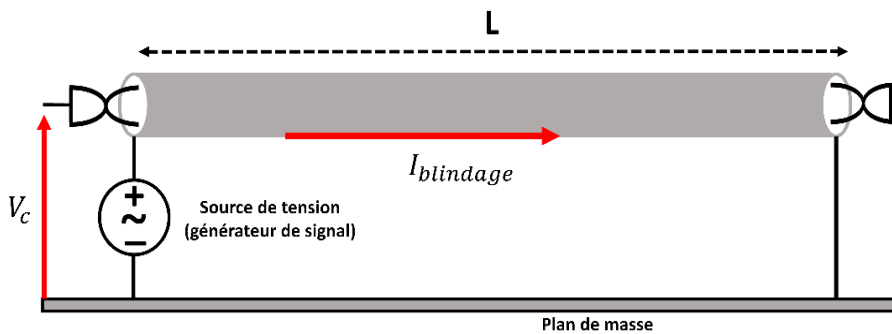 L
I_blindage
V_c
+
~
−
Source de tension
(générateur de signal)
Plan de masse